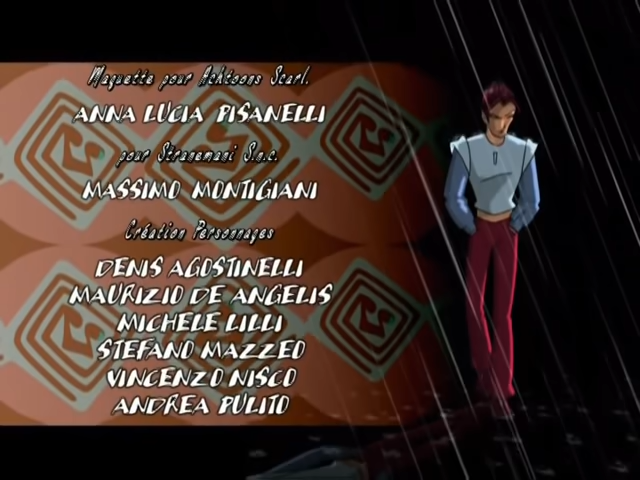 Maquette pour Achtoons Scarl.
ANNA LUCIA PISANELLI
pour Stranemani S.n.c.
MASSIMO MONTIGIANI
Création Personnages
DENIS AGOSTINELLI
MAURIZIO DE ANGELIS
MICHELE LILLI
STEFANO MAZZEO
VINCENZO NISCO
ANDREA PULITO